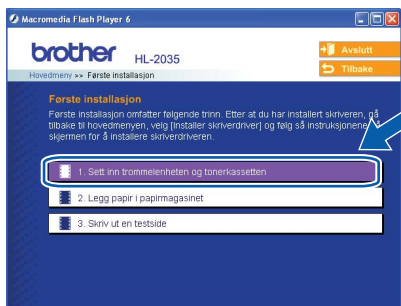 Macromedia Flash Player 6
brother HL-2035
Avslutt
Hovedmeny >> Første installasjon
Tilbake
Første installasjon
Første installasjon omfatter følgende trinn. Etter at du har installert skriveren, gå
tilbake til hovedmenyen, velg [Installer skriverdriver] og følg så instruksjonene
skjermen for å installere skriverdriveren.
1. Sett inn trommelenheten og tonerkassetten
2. Legg papir i papirmagasinet
3. Skriv ut en testside